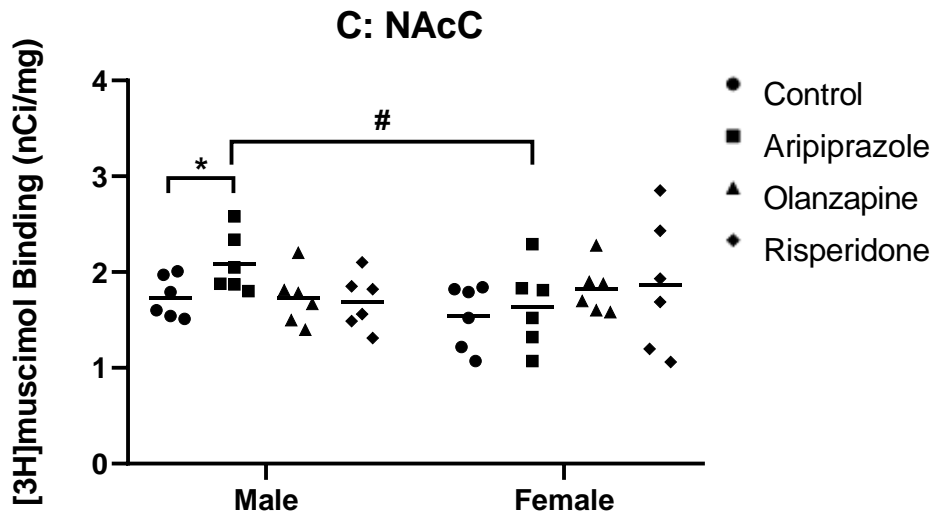 C: NAcC
[3H]muscimol Binding (nCi/mg)
4
3
2
1
0
*
#
Male
Female
Control
Aripiprazole
Olanzapine
Risperidone